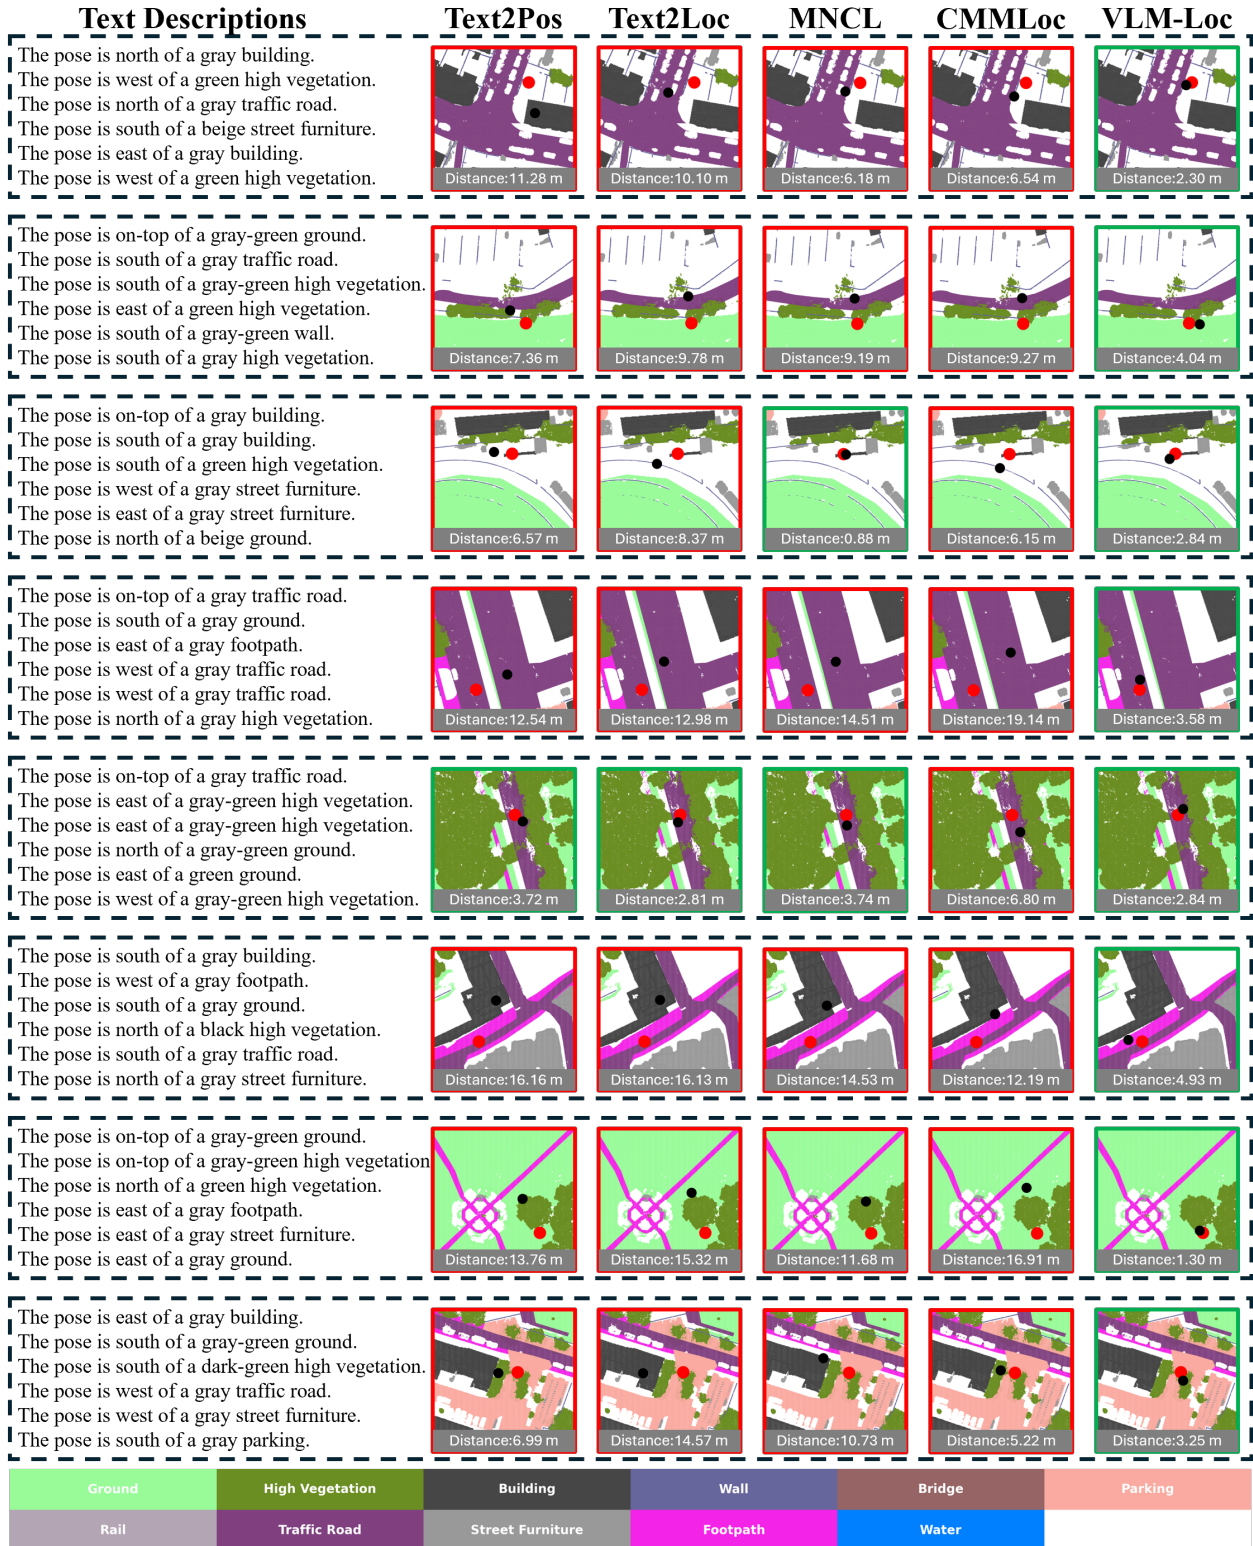 Text Descriptions Text2Pos Text2Loc MNCL CMMLoc VLM-Loc
The pose is north of a gray building.
The pose is west of a green high vegetation.
The pose is north of a gray traffic road.
The pose is south of a beige street furniture.
The pose is east of a gray building.
The pose is west of a green high vegetation.
Distance:11.28 m Distance:10.10 m Distance:6.18 m Distance:6.54 m Distance:2.30 m
The pose is on-top of a gray-green ground.
The pose is south of a gray traffic road.
The pose is south of a gray-green high vegetation.
The pose is east of a green high vegetation.
The pose is south of a gray-green wall.
The pose is south of a gray high vegetation.
Distance:7.36 m Distance:9.78 m Distance:9.19 m Distance:9.27 m Distance:4.04 m
The pose is on-top of a gray building.
The pose is south of a gray building.
The pose is south of a green high vegetation.
The pose is west of a gray street furniture.
The pose is east of a gray street furniture.
The pose is north of a beige ground.
Distance:6.57 m Distance:8.37 m Distance:0.88 m Distance:6.15 m Distance:2.84 m
The pose is on-top of a gray traffic road.
The pose is south of a gray ground.
The pose is east of a gray footpath.
The pose is west of a gray traffic road.
The pose is west of a gray traffic road.
The pose is north of a gray high vegetation.
Distance:12.54 m Distance:12.98 m Distance:14.51 m Distance:19.14 m Distance:3.58 m
The pose is on-top of a gray traffic road.
The pose is east of a gray-green high vegetation.
The pose is east of a gray-green high vegetation.
The pose is north of a gray-green ground.
The pose is east of a green ground.
The pose is west of a gray-green high vegetation.
Distance:3.72 m Distance:2.81 m Distance:3.74 m Distance:6.80 m Distance:2.84 m
The pose is south of a gray building.
The pose is west of a gray footpath.
The pose is south of a gray ground.
The pose is north of a black high vegetation.
The pose is south of a gray traffic road.
The pose is north of a gray street furniture.
Distance:16.16 m Distance:16.13 m Distance:14.53 m Distance:12.19 m Distance:4.93 m
The pose is on-top of a gray-green ground.
The pose is on-top of a gray-green high vegetation
The pose is north of a green high vegetation.
The pose is east of a gray footpath.
The pose is east of a gray street furniture.
The pose is east of a gray ground.
Distance:13.76 m Distance:15.32 m Distance:11.68 m Distance:16.91 m Distance:1.30 m
The pose is east of a gray building.
The pose is south of a gray-green ground.
The pose is south of a dark-green high vegetation.
The pose is west of a gray traffic road.
The pose is west of a gray street furniture.
The pose is south of a gray parking.
Distance:6.99 m Distance:14.57 m Distance:10.73 m Distance:5.22 m Distance:3.25 m
Ground High Vegetation Building Wall Bridge Parking
Rail Traffic Road Street Furniture Footpath Water